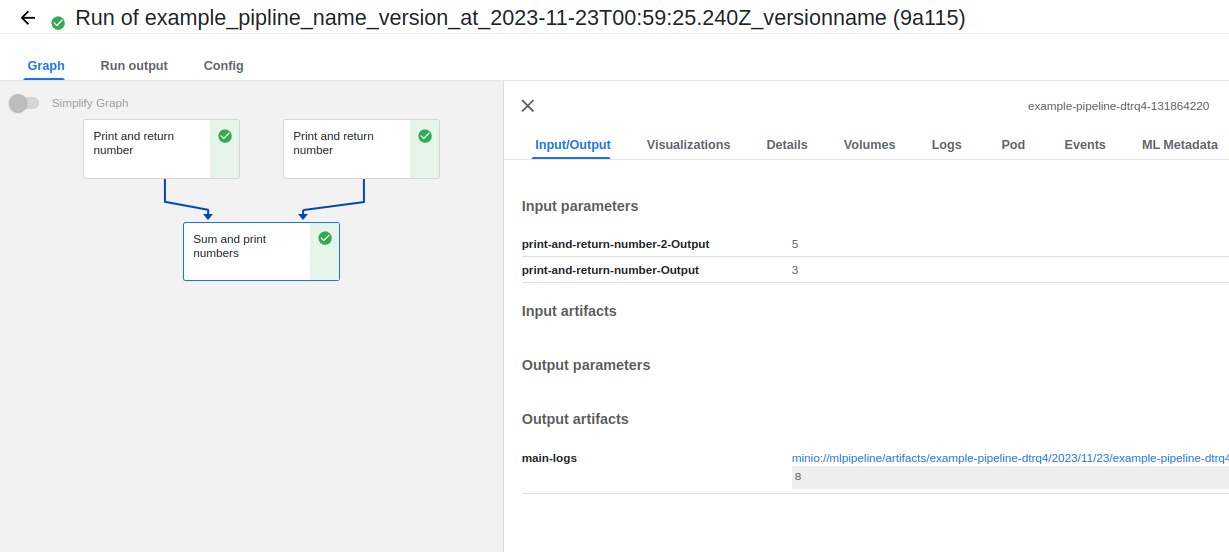 Run of example_pipline_name_version_at_2023-11-23T00:59:25.240Z_versionname (9a115)
Graph
Run output
Config
Simplify Graph
Print and return
number
Print and return
number
Sum and print
numbers
example-pipeline-dtrq4-131864220
Input/Output
Visualizations
Details
Volumes
Logs
Pod
Events
ML Metadata
Input parameters
print-and-return-number-2-Output 5
print-and-return-number-Output 3
Input artifacts
Output parameters
Output artifacts
main-logs minio://mlpipeline/artifacts/example-pipeline-dtrq4/2023/11/23/example-pipeline-dtrq4
8